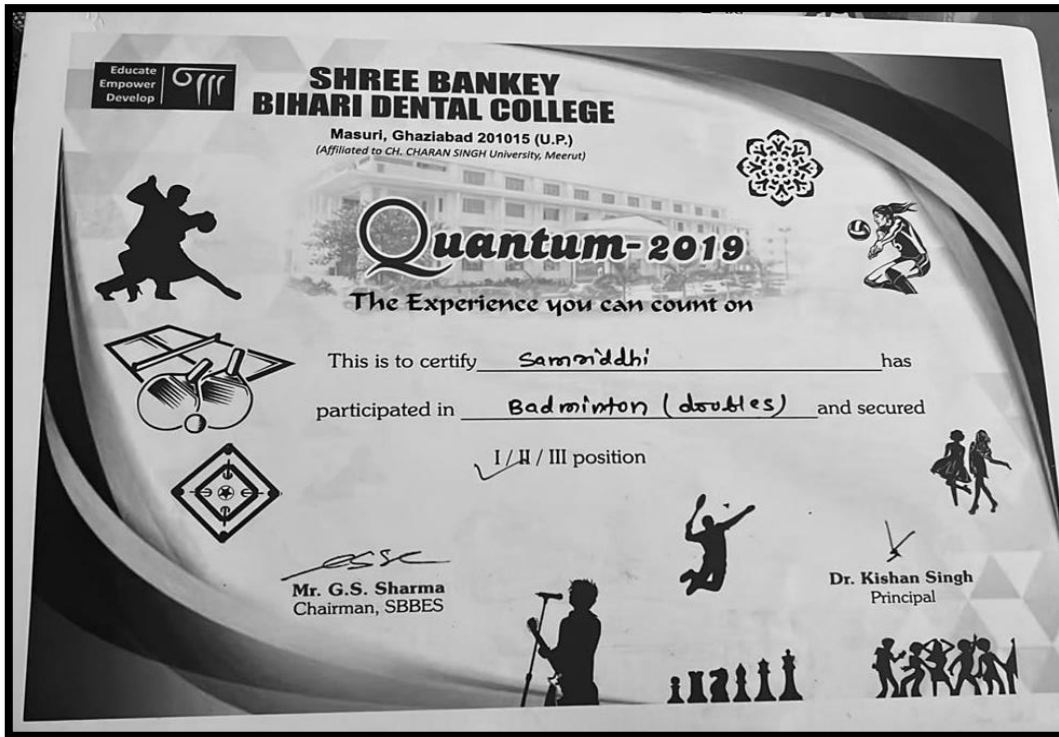 Educate
Empower
Develop
SHREE BANKEY
BIHARI DENTAL COLLEGE
Masuri, Ghaziabad 201015 (U.P.)
(Affiliated to CH. CHARAN SINGH University, Meerut)
Quantum-2019
The Experience you can count on
This is to certify Samriddhi has
participated in Badminton (doubles) and secured
I / II / III position
Mr. G.S. Sharma
Chairman, SBBES
Dr. Kishan Singh
Principal